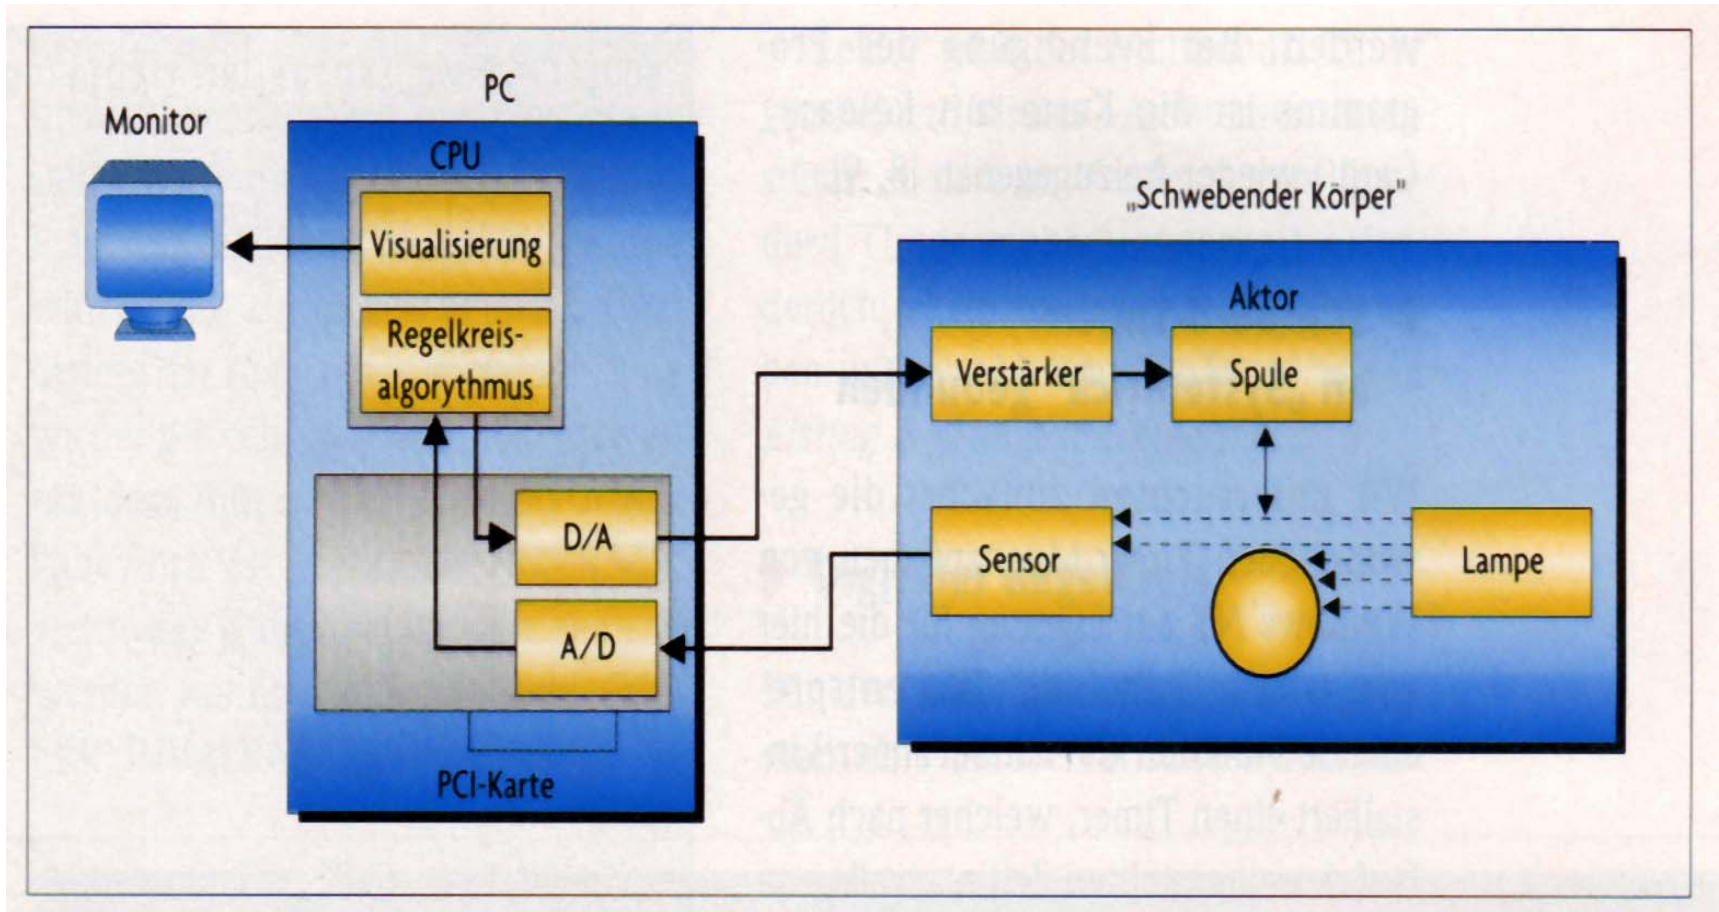 PC
Monitor
CPU
Visualisierung
Regelkreis-
algorythmus
D/A
A/D
PCI-Karte
„Schwebender Körper"
Aktor
Verstärker
Spule
Sensor
Lampe